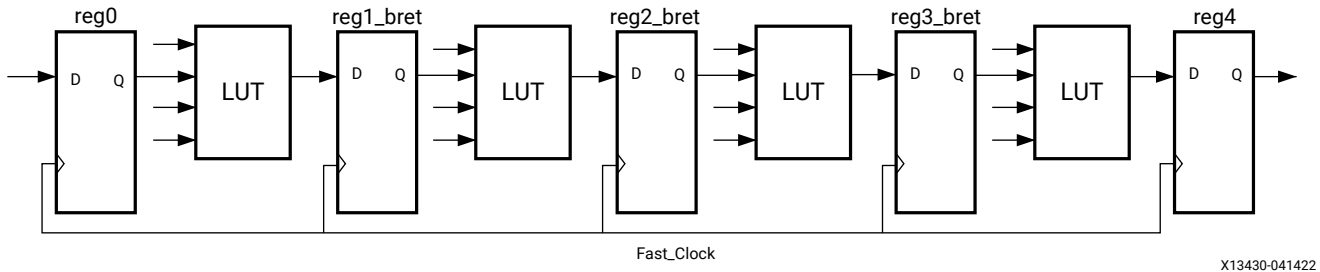 reg0 reg1_bret reg2_bret reg3_bret reg4
D Q LUT D Q LUT D Q LUT D Q LUT D Q
Fast_Clock
X13430-041422